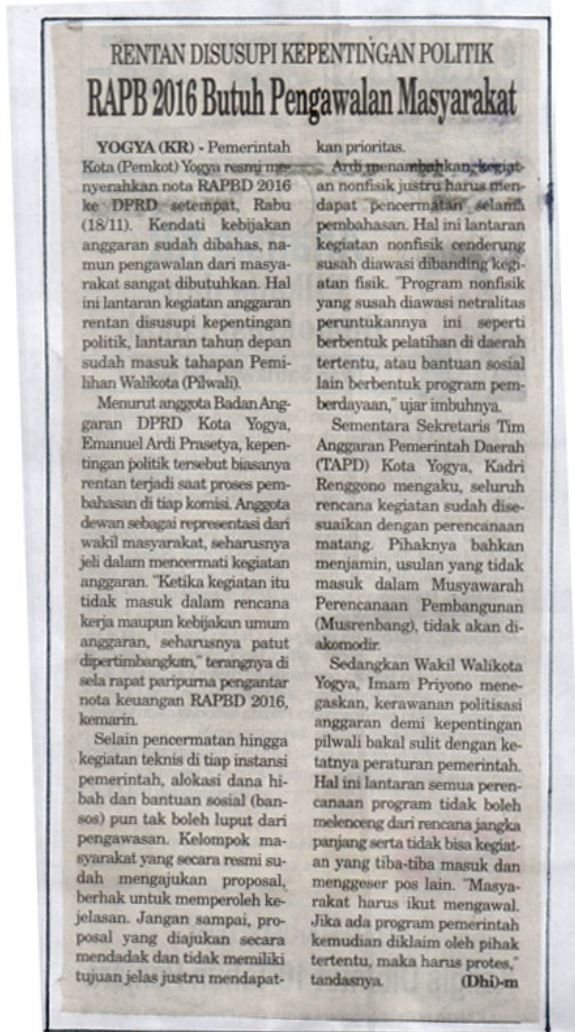 RENTAN DISUSUPI KEPENTINGAN POLITIK
RAPB 2016 Butuh Pengawalan Masyarakat
YOGYA (KR) - Pemerintah
Kota (Pemkot) Yogya resmi me-
nyerahkan nota RAPBD 2016
ke DPRD setempat, Rabu
(18/11). Kendati kebijakan
anggaran sudah dibahas, na-
mun pengawalan dari masya-
rakat sangat dibutuhkan. Hal
ini lantaran kegiatan anggaran
rentan disusupi kepentingan
politik, lantaran tahun depan
sudah masuk tahapan Pemi-
lihan Walikota (Pilwali).
Menurut anggota Badan Ang-
garan DPRD Kota Yogya,
Emanuel Ardi Prasetya, kepen-
tingan politik tersebut biasanya
rentan terjadi saat proses pem-
bahasan di tiap komisi. Anggota
dewan sebagai representasi dari
wakil masyarakat, seharusnya
jeli dalam mencermati kegiatan
anggaran. "Ketika kegiatan itu
tidak masuk dalam rencana
kerja maupun kebijakan umum
anggaran, seharusnya patut
dipertimbangkan," terangnya di
sela rapat paripurna pengantar
nota keuangan RAPBD 2016,
kemarin.
Selain pencermatan hingga
kegiatan teknis di tiap instansi
pemerintah, alokasi dana hi-
bah dan bantuan sosial (ban-
sos) pun tak boleh luput dari
pengawasan. Kelompok ma-
syarakat yang secara resmi su-
dah mengajukan proposal,
berhak untuk memperoleh ke-
jelasan. Jangan sampai, pro-
posal yang diajukan secara
mendadak dan tidak memiliki
tujuan jelas justru mendapat-
kan prioritas.
Ardi menambahkan, kegiat-
an nonfisik justru harus men-
dapat pencermatan selama
pembahasan. Hal ini lantaran
kegiatan nonfisik cenderung
susah diawasi dibanding kegi-
atan fisik. "Program nonfisik
yang susah diawasi netralitas
peruntukannya ini seperti
berbentuk pelatihan di daerah
tertentu, atau bantuan sosial
lain berbentuk program pem-
berdayaan," ujar imbuhnya.
Sementara Sekretaris Tim
Anggaran Pemerintah Daerah
(TAPD) Kota Yogya, Kadri
Renggono mengaku, seluruh
rencana kegiatan sudah dise-
suaikan dengan perencanaan
matang. Pihaknya bahkan
menjamin, usulan yang tidak
masuk dalam Musyawarah
Perencanaan Pembangunan
(Musrenbang), tidak akan di-
akomodir.
Sedangkan Wakil Walikota
Yogya, Imam Priyono mene-
gaskan, kerawanan politisasi
anggaran demi kepentingan
pilwali bakal sulit dengan ke-
tatnya peraturan pemerintah.
Hal ini lantaran semua peren-
canaan program tidak boleh
melenceng dari rencana jangka
panjang serta tidak bisa kegiat-
an yang tiba-tiba masuk dan
menggeser pos lain. "Masya-
rakat harus ikut mengawal.
Jika ada program pemerintah
kemudian diklaim oleh pihak
tertentu, maka harus protes,"
tandasnya. (Dhi)-m